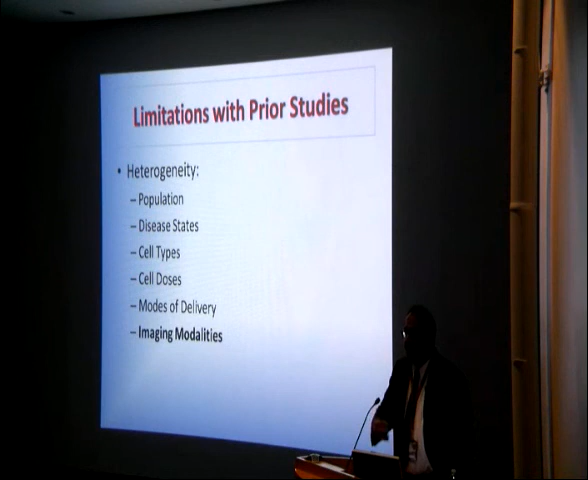 Limitations with Prior Studies
• Heterogeneity:
– Population
– Disease States
– Cell Types
– Cell Doses
– Modes of Delivery
– Imaging Modalities